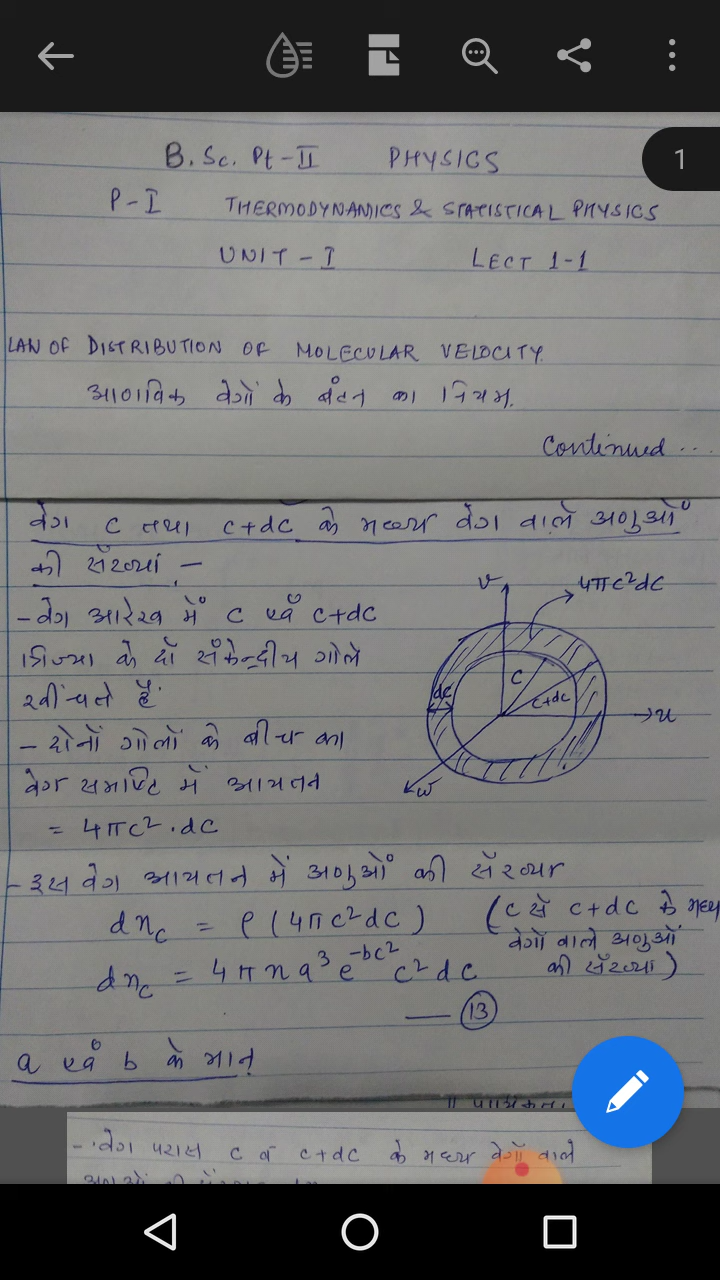 1
B.Sc. Pt-II PHYSICS
P-I THERMODYNAMICS & STATISTICAL PHYSICS
UNIT-I LECT 1-1
LAN OF DISTRIBUTION OF MOLECULAR VELOCITY.
आणविक वेगों के बंटन का नियम.
Continued ...
वेग c तथा c+dc के मध्य वेग वाले अणुओं
की संख्या. -
- वेग आरेख में c एवं c+dc
त्रिज्या के दो संकेन्द्रीय गोले
खींचते हैं
- दोनों गोलों के बीच का
वेग समष्टि में आयतन
= 4πc².dc
v
4πc²dc
c
dc
c+dc
u
w
- इस वेग आयतन में अणुओं की संख्या
dn_c = ρ(4πc²dc) (c से c+dc के मध्य
वेगों वाले अणुओं
dn_c = 4πna³e^{-bc²} c²dc की संख्या)
— ⑬
a एवं b के मान
- वेग परास c व c+dc के मध्य वेगों वाले